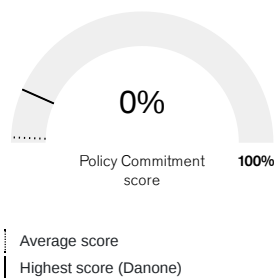 0%
Policy Commitment
score
100%
Average score
Highest score (Danone)